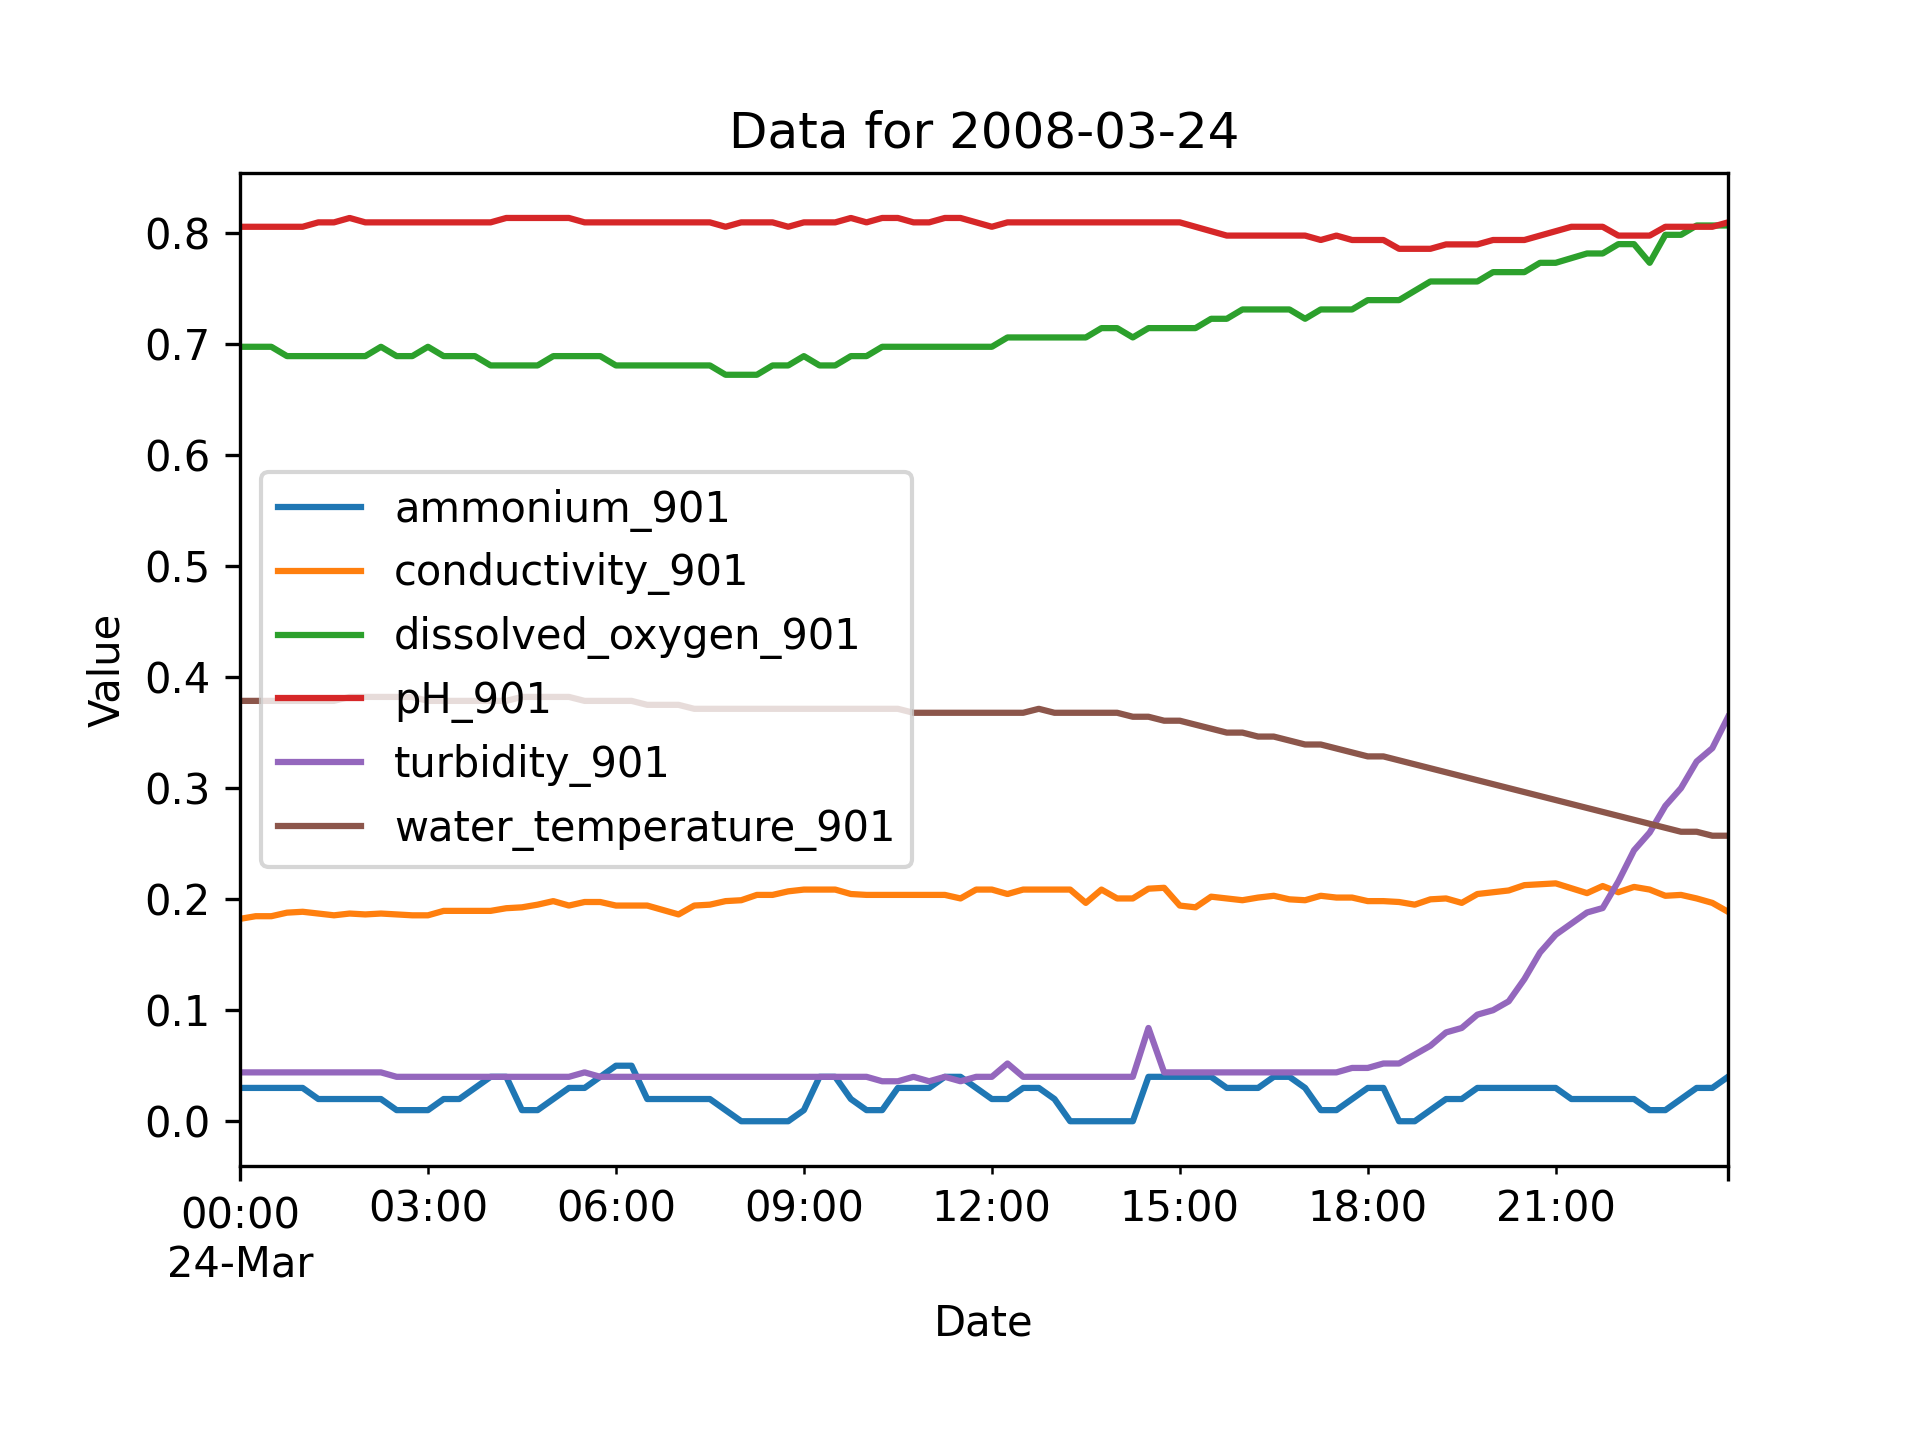 Data for 2008-03-24
Value
0.8
0.7
0.6
0.5
0.4
0.3
0.2
0.1
0.0
ammonium_901
conductivity_901
dissolved_oxygen_901
pH_901
turbidity_901
water_temperature_901
00:00 03:00 06:00 09:00 12:00 15:00 18:00 21:00
24-Mar
Date